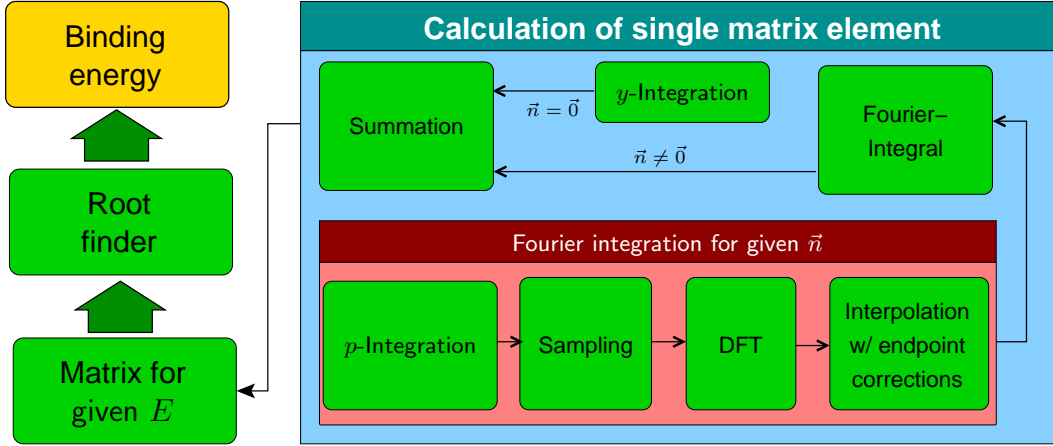 Binding
energy
Root
finder
Matrix for
given E
Calculation of single matrix element
Summation
n⃗ = 0⃗
y-Integration
n⃗ ≠ 0⃗
Fourier–
Integral
Fourier integration for given n⃗
p-Integration
Sampling
DFT
Interpolation
w/ endpoint
corrections